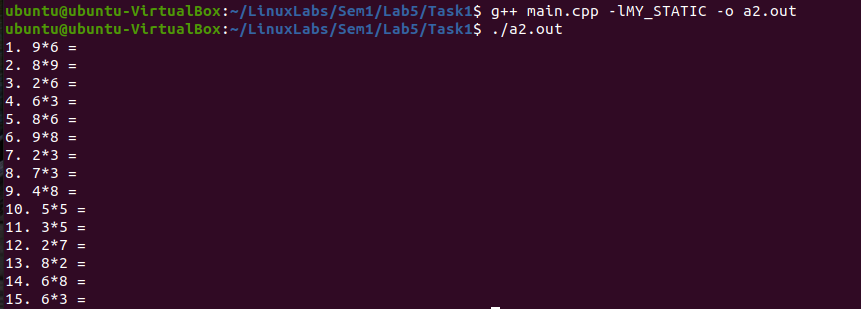 ubuntu@ubuntu-VirtualBox:~/LinuxLabs/Sem1/Lab5/Task1$ g++ main.cpp -lMY_STATIC -o a2.out
ubuntu@ubuntu-VirtualBox:~/LinuxLabs/Sem1/Lab5/Task1$ ./a2.out
1. 9*6 =
2. 8*9 =
3. 2*6 =
4. 6*3 =
5. 8*6 =
6. 9*8 =
7. 2*3 =
8. 7*3 =
9. 4*8 =
10. 5*5 =
11. 3*5 =
12. 2*7 =
13. 8*2 =
14. 6*8 =
15. 6*3 =